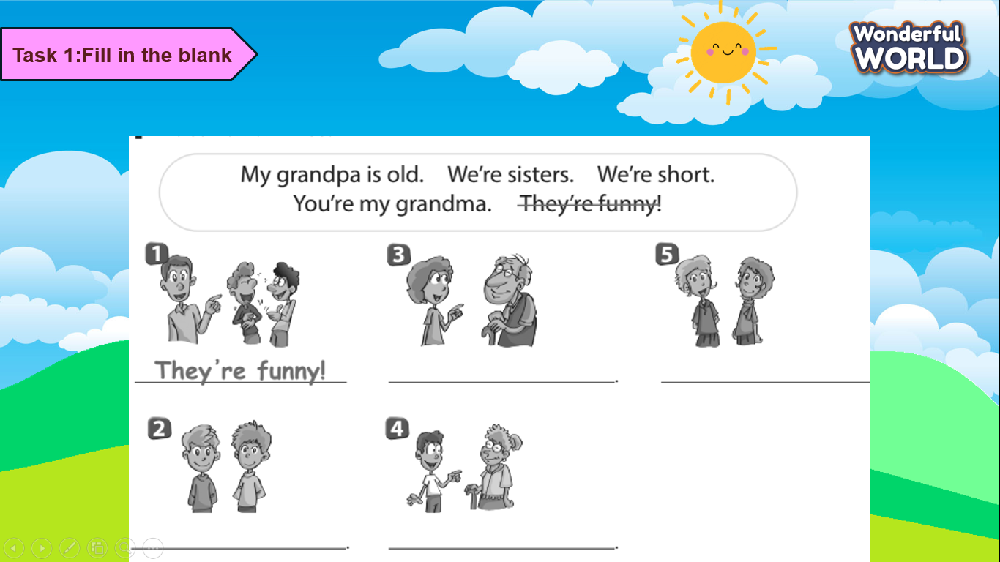 Task 1:Fill in the blank
Wonderful
WORLD
My grandpa is old. We're sisters. We're short.
You're my grandma. They're funny!
1
3
5
They're funny!
.
2
4
.
.